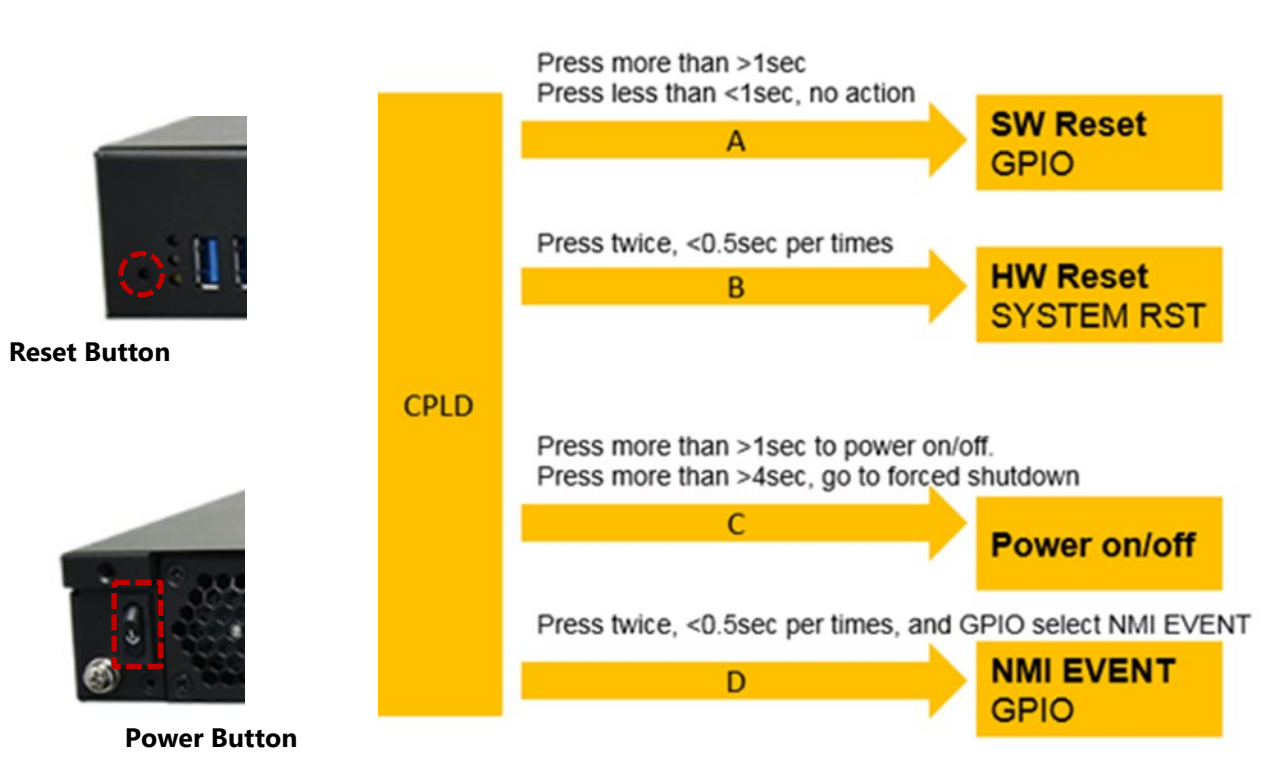 Press more than >1sec
Press less than <1sec, no action
A
SW Reset
GPIO
Press twice, <0.5sec per times
B
HW Reset
SYSTEM RST
Reset Button
CPLD
Press more than >1sec to power on/off.
Press more than >4sec, go to forced shutdown
C
Power on/off
Press twice, <0.5sec per times, and GPIO select NMI EVENT
D
NMI EVENT
GPIO
Power Button